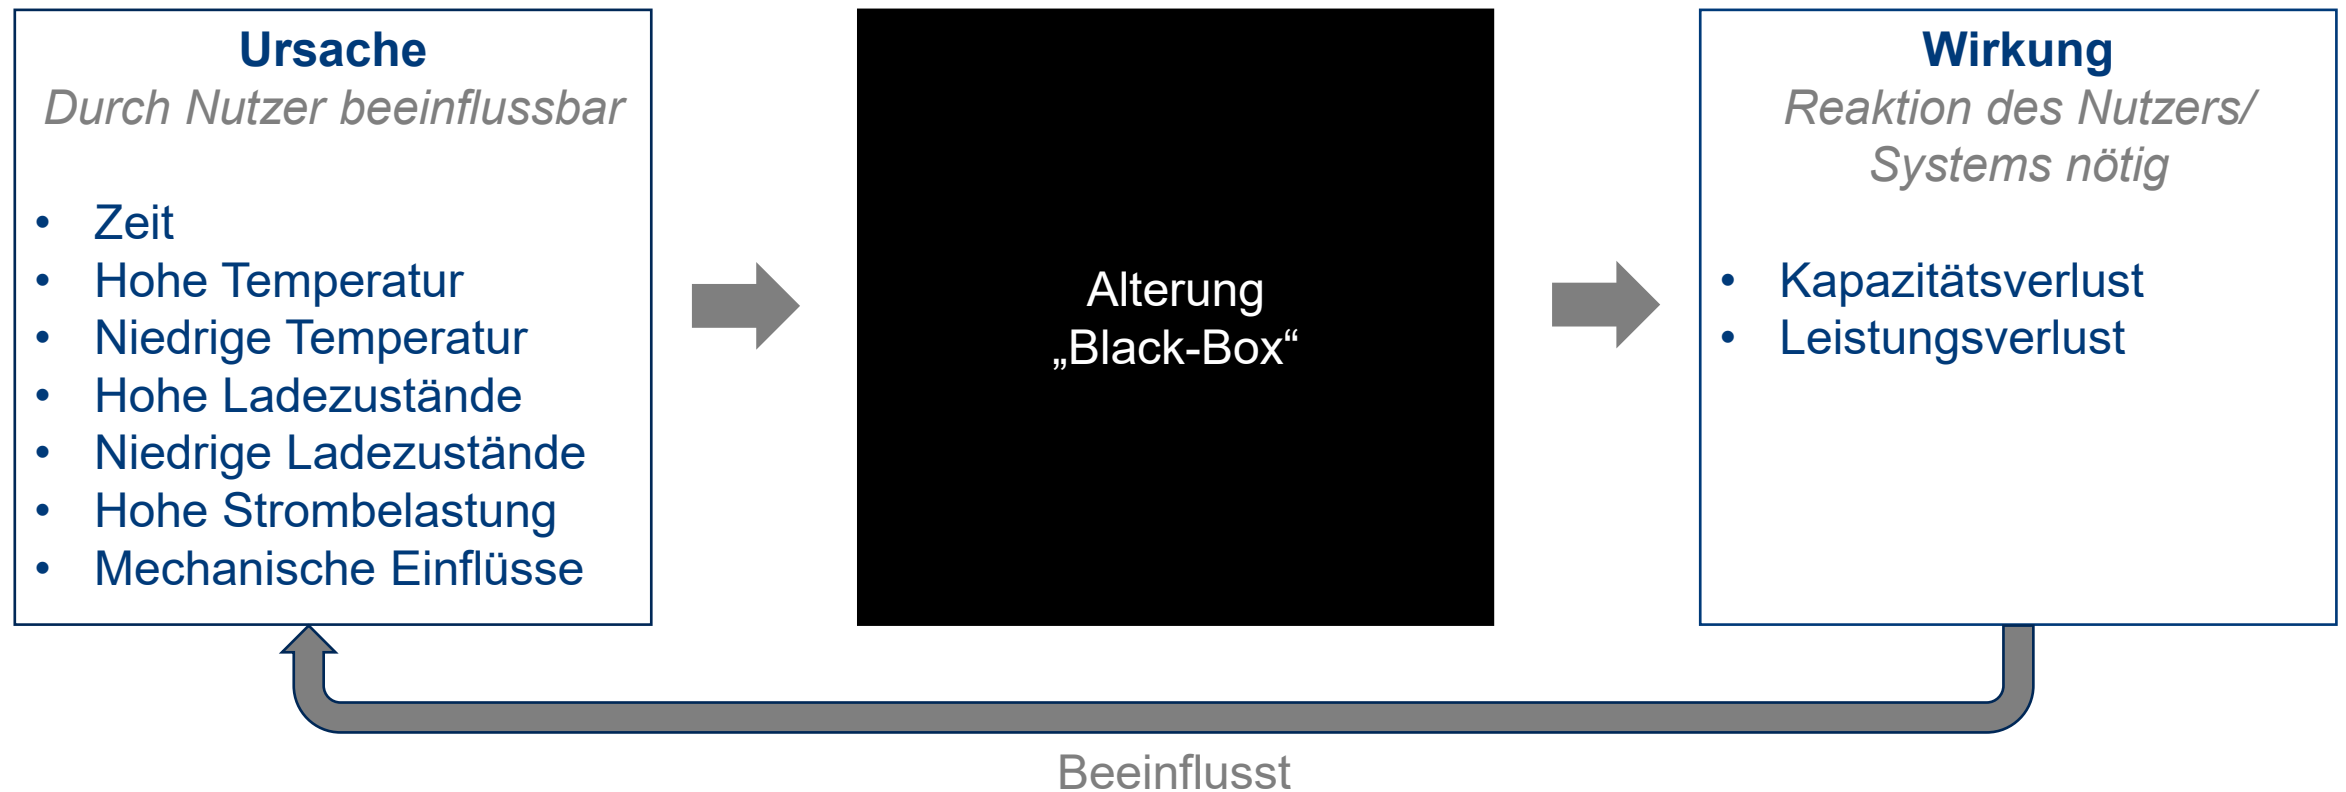 Ursache
Durch Nutzer beeinflussbar
• Zeit
• Hohe Temperatur
• Niedrige Temperatur
• Hohe Ladezustände
• Niedrige Ladezustände
• Hohe Strombelastung
• Mechanische Einflüsse
Alterung
„Black-Box“
Wirkung
Reaktion des Nutzers/
Systems nötig
• Kapazitätsverlust
• Leistungsverlust
Beeinflusst